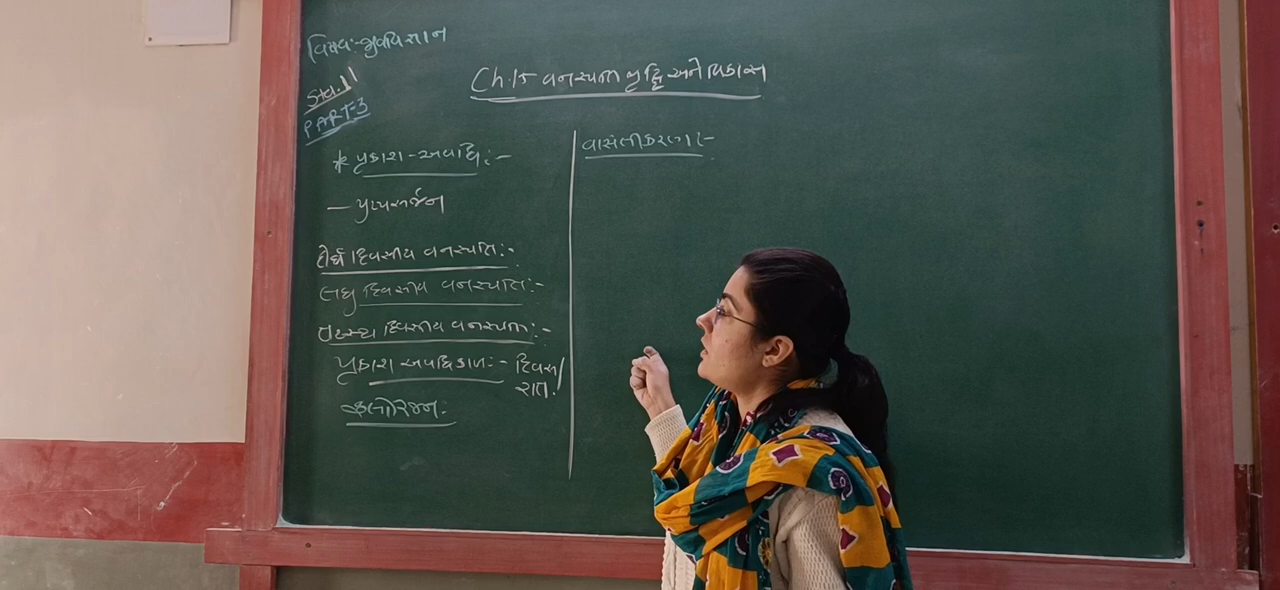 વિષય:-જીવવિજ્ઞાન
ધો.11
PART-3
Ch.15 વનસ્પતિ વૃદ્ધિ અને વિકાસ
* પ્રકાશ-અવધિ:-
- પુષ્પસર્જન
દીર્ઘ દિવસીય વનસ્પતિ:-
લઘુ દિવસીય વનસ્પતિ:-
તટસ્થ દિવસીય વનસ્પતિ:-
પ્રકાશ અવધિકાળ:- દિવસ/
રાત.
ફ્લોરિજન:
વાસંતીકરણ:-